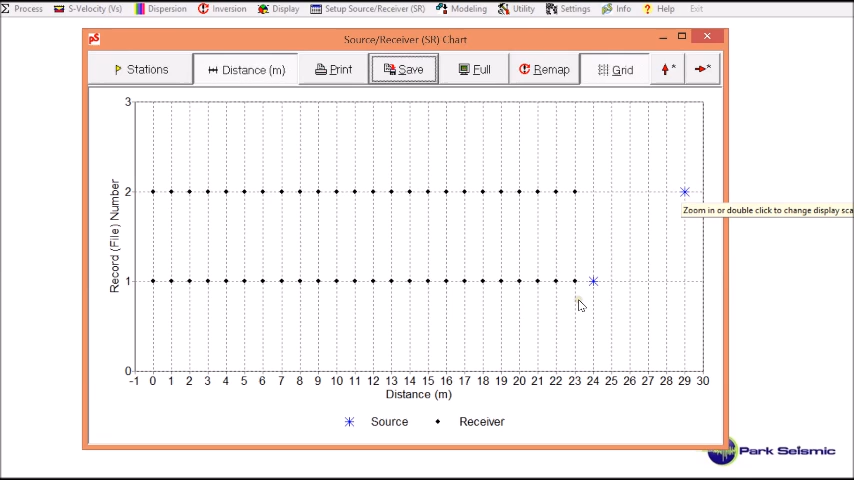 Process S-Velocity (Vs) Dispersion Inversion Display Setup Source/Receiver (SR) Modeling Utility Settings Info Help Exit
pS Source/Receiver (SR) Chart
Stations Distance (m) Print Save Full Remap Grid * *
3
2
Zoom in or double click to change display sca
Record (File) Number
1
0
-1 0 1 2 3 4 5 6 7 8 9 10 11 12 13 14 15 16 17 18 19 20 21 22 23 24 25 26 27 28 29 30
Distance (m)
Source Receiver
Park Seismic